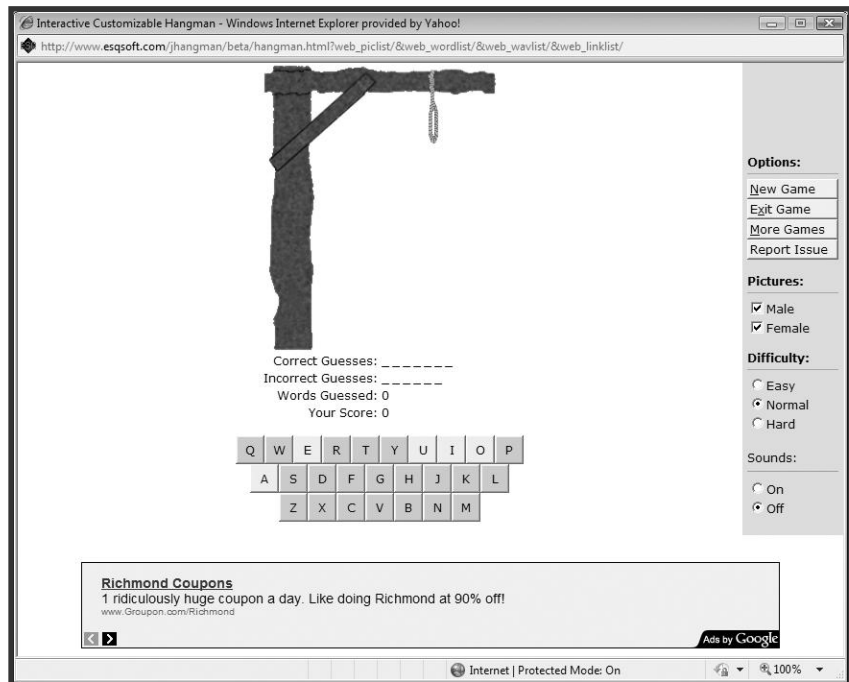 Interactive Customizable Hangman - Windows Internet Explorer provided by Yahoo!
http://www.esqsoft.com/jhangman/beta/hangman.html?web_piclist/&web_wordlist/&web_wavlist/&web_linklist/
Options:
New Game
Exit Game
More Games
Report Issue
Pictures:
Male
Female
Difficulty:
Easy
Normal
Hard
Sounds:
On
Off
Correct Guesses: _ _ _ _ _ _ _
Incorrect Guesses: _ _ _ _ _ _
Words Guessed: 0
Your Score: 0
Q W E R T Y U I O P
A S D F G H J K L
Z X C V B N M
Richmond Coupons
1 ridiculously huge coupon a day. Like doing Richmond at 90% off!
www.Groupon.com/Richmond
Ads by Google
Internet | Protected Mode: On
100%